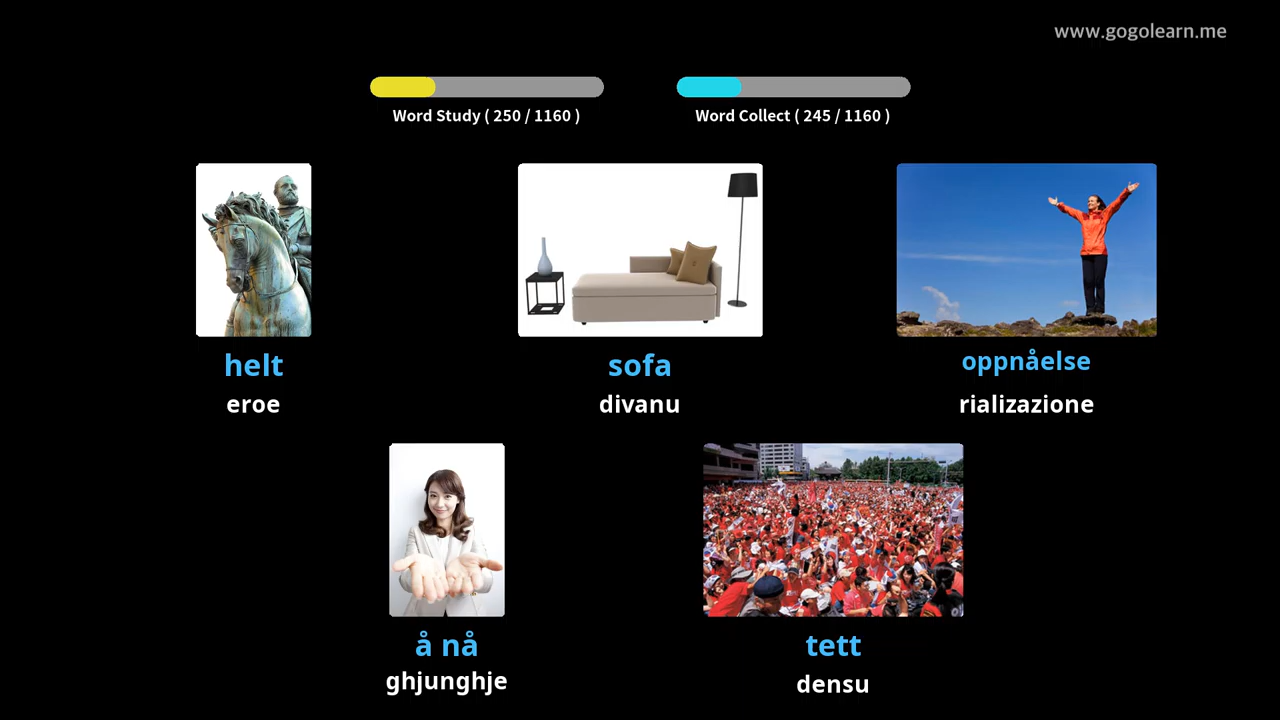 www.gogolearn.me
Word Study ( 250 / 1160 )
Word Collect ( 245 / 1160 )
helt
eroe
sofa
divanu
oppnåelse
rializazione
å nå
ghjunghje
tett
densu